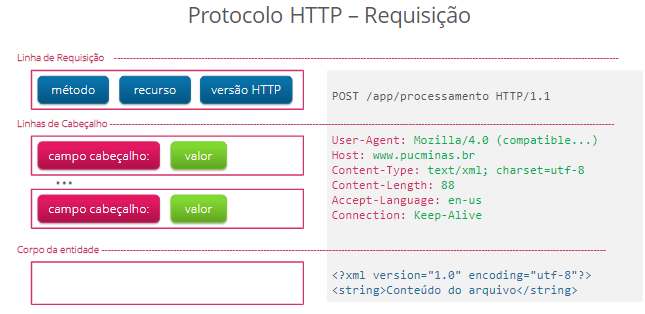 Protocolo HTTP – Requisição
Linha de Requisição
método recurso versão HTTP
POST /app/processamento HTTP/1.1
Linhas de Cabeçalho
campo cabeçalho: valor
...
campo cabeçalho: valor
User-Agent: Mozilla/4.0 (compatible...)
Host: www.pucminas.br
Content-Type: text/xml; charset=utf-8
Content-Length: 88
Accept-Language: en-us
Connection: Keep-Alive
Corpo da entidade
<?xml version="1.0" encoding="utf-8"?>
<string>Conteúdo do arquivo</string>